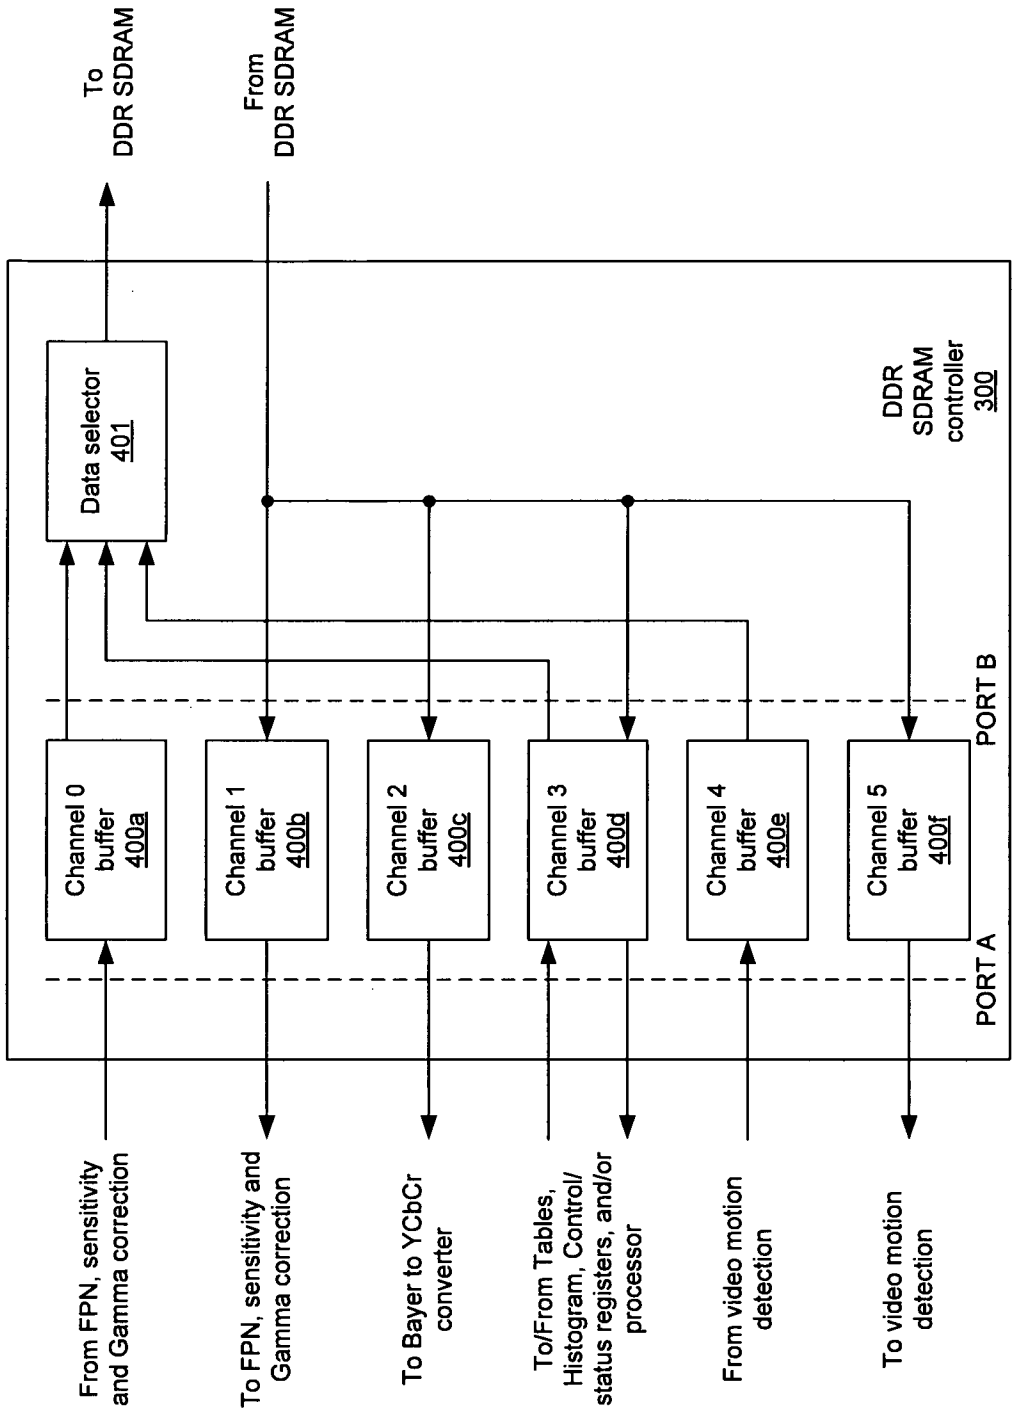 To
DDR SDRAM
From
DDR SDRAM
Data selector
401
DDR
SDRAM
controller
300
PORT B
Channel 0
buffer
400a
Channel 1
buffer
400b
Channel 2
buffer
400c
Channel 3
buffer
400d
Channel 4
buffer
400e
Channel 5
buffer
400f
PORT A
From FPN, sensitivity
and Gamma correction
To FPN, sensitivity and
Gamma correction
To Bayer to YCbCr
converter
To/From Tables,
Histogram, Control/
status registers, and/or
processor
From video motion
detection
To video motion
detection